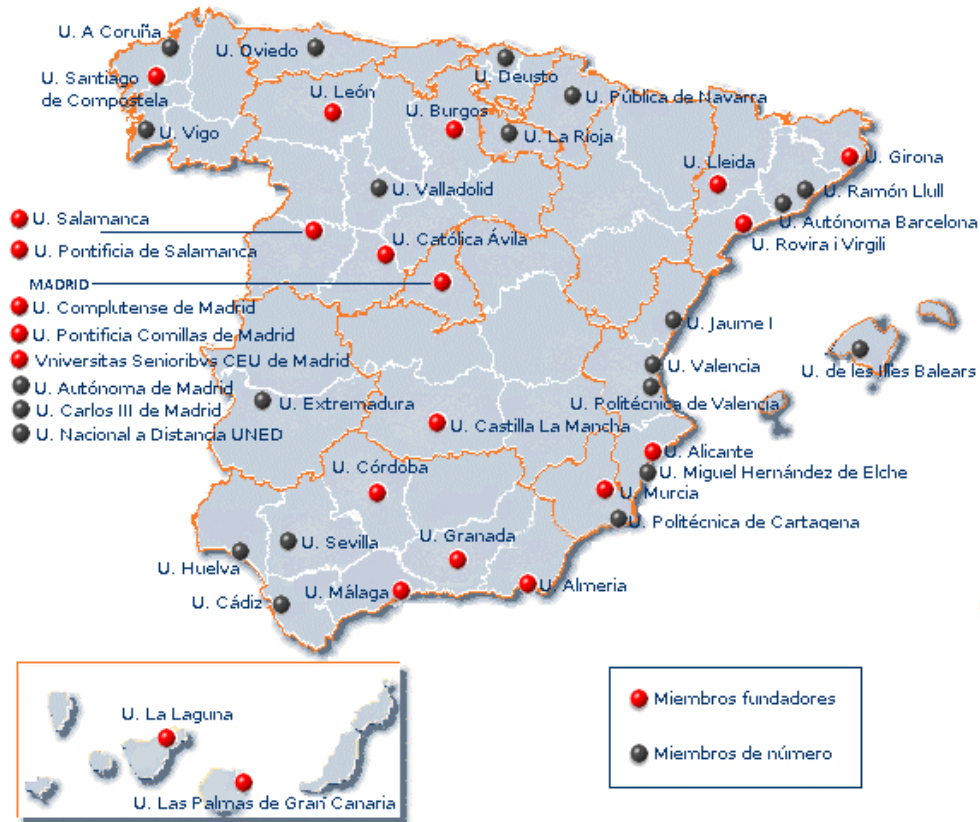 U. A Coruña
U. Oviedo
U. Deusto
U. Santiago
de Compostela
U. León
U. Burgos
U. Pública de Navarra
U. Vigo
U. La Rioja
U. Lleida
U. Girona
U. Valladolid
U. Ramón Llull
U. Salamanca
U. Autónoma Barcelona
U. Pontificia de Salamanca
U. Católica Ávila
U. Rovira i Virgili
MADRID
U. Complutense de Madrid
U. Jaume I
U. Pontificia Comillas de Madrid
Vniversitas Senioribvs CEU de Madrid
U. Valencia
U. de les Illes Balears
U. Autónoma de Madrid
U. Extremadura
U. Politécnica de Valencia
U. Carlos III de Madrid
U. Castilla La Mancha
U. Nacional a Distancia UNED
U. Alicante
U. Córdoba
U. Miguel Hernández de Elche
U. Murcia
U. Politécnica de Cartagena
U. Sevilla
U. Granada
U. Huelva
U. Málaga
U. Almeria
U. Cádiz
U. La Laguna
U. Las Palmas de Gran Canaria
Miembros fundadores
Miembros de número